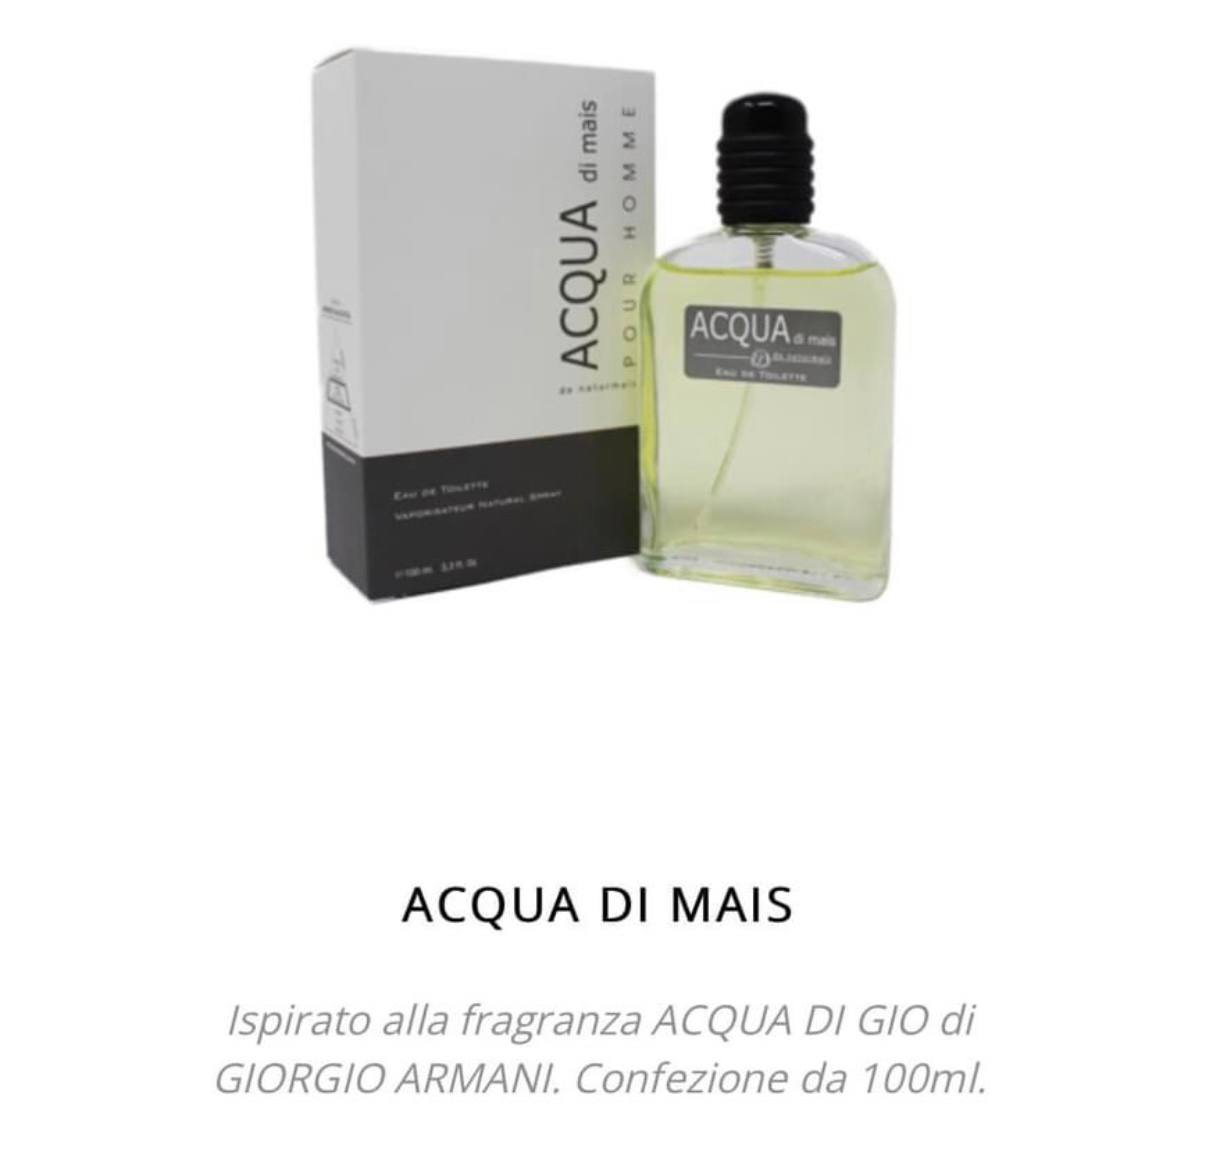 ACQUA di mais
POUR HOMME
de naturmais
EAU DE TOILETTE
VAPORISATEUR NATURAL SPRAY
ACQUA di mais
EAU DE TOILETTE
ACQUA DI MAIS
Ispirato alla fragranza ACQUA DI GIO di
GIORGIO ARMANI. Confezione da 100ml.